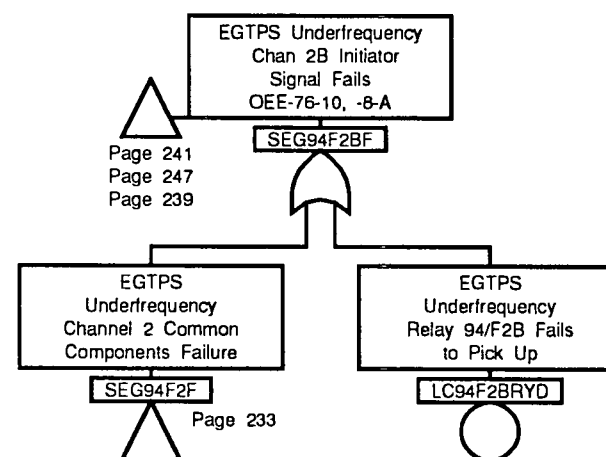 EGTPS Underfrequency
Chan 2B Initiator
Signal Fails
OEE-76-10, -8-A
SEG94F2BF
Page 241
Page 247
Page 239
EGTPS
Underfrequency
Channel 2 Common
Components Failure
SEG94F2F
Page 233
EGTPS
Underfrequency
Relay 94/F2B Fails
to Pick Up
LC94F2BRYD